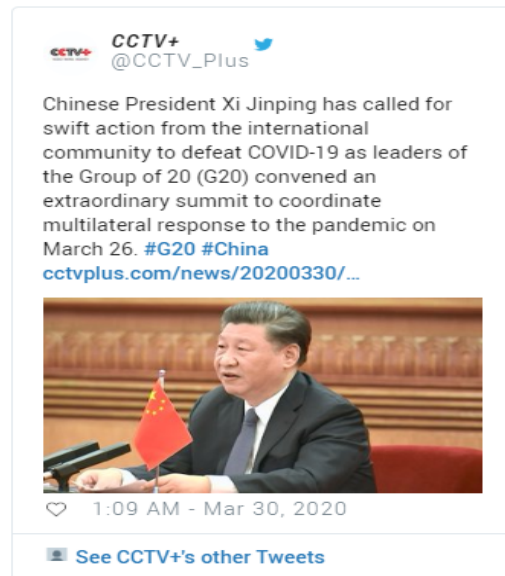 CCTV+
CCTV+
@CCTV_Plus
Chinese President Xi Jinping has called for
swift action from the international
community to defeat COVID-19 as leaders of
the Group of 20 (G20) convened an
extraordinary summit to coordinate
multilateral response to the pandemic on
March 26. #G20 #China
cctvplus.com/news/20200330/...
1:09 AM - Mar 30, 2020
See CCTV+'s other Tweets